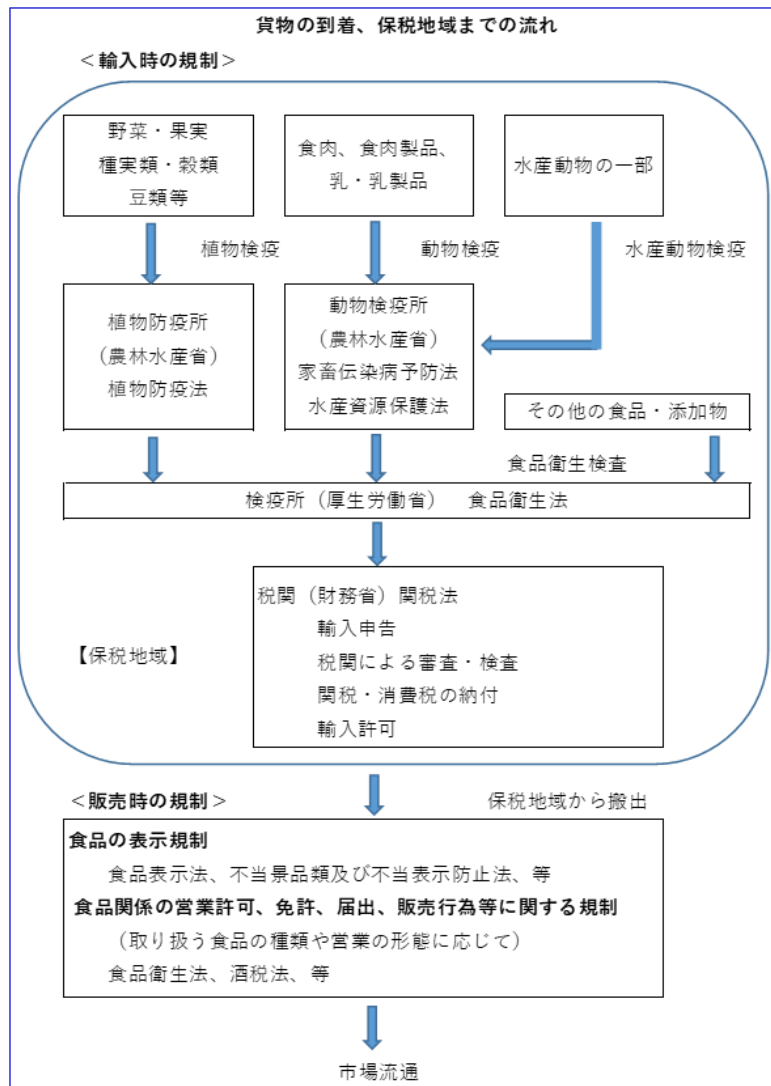 貨物の到着、保税地域までの流れ
＜輸入時の規制＞
野菜・果実
種実類・穀類
豆類等
食肉、食肉製品、
乳・乳製品
水産動物の一部
植物検疫
動物検疫
水産動物検疫
植物防疫所
（農林水産省）
植物防疫法
動物検疫所
（農林水産省）
家畜伝染病予防法
水産資源保護法
その他の食品・添加物
食品衛生検査
検疫所（厚生労働省）　食品衛生法
税関（財務省）関税法
輸入申告
税関による審査・検査
関税・消費税の納付
輸入許可
【保税地域】
＜販売時の規制＞
保税地域から搬出
食品の表示規制
食品表示法、不当景品類及び不当表示防止法、等
食品関係の営業許可、免許、届出、販売行為等に関する規制
（取り扱う食品の種類や営業の形態に応じて）
食品衛生法、酒税法、等
市場流通